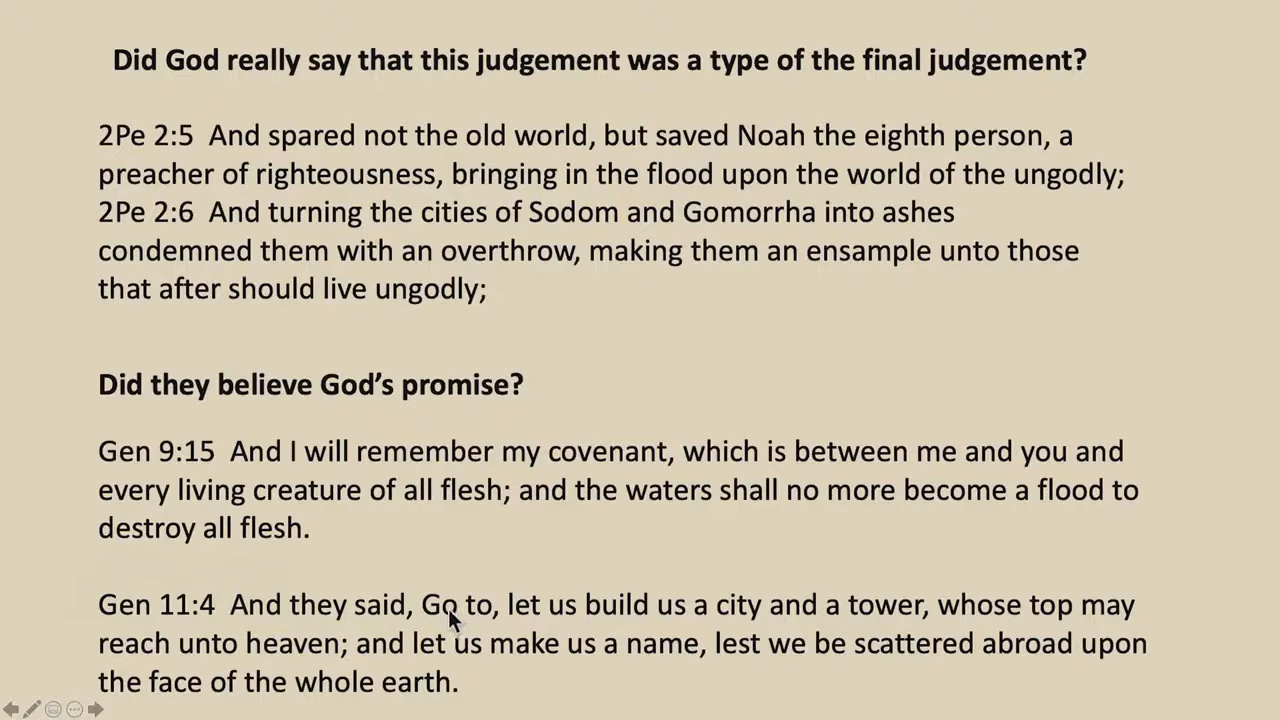 Did God really say that this judgement was a type of the final judgement?
2Pe 2:5  And spared not the old world, but saved Noah the eighth person, a
preacher of righteousness, bringing in the flood upon the world of the ungodly;
2Pe 2:6  And turning the cities of Sodom and Gomorrha into ashes
condemned them with an overthrow, making them an ensample unto those
that after should live ungodly;
Did they believe God’s promise?
Gen 9:15  And I will remember my covenant, which is between me and you and
every living creature of all flesh; and the waters shall no more become a flood to
destroy all flesh.
Gen 11:4  And they said, Go to, let us build us a city and a tower, whose top may
reach unto heaven; and let us make us a name, lest we be scattered abroad upon
the face of the whole earth.